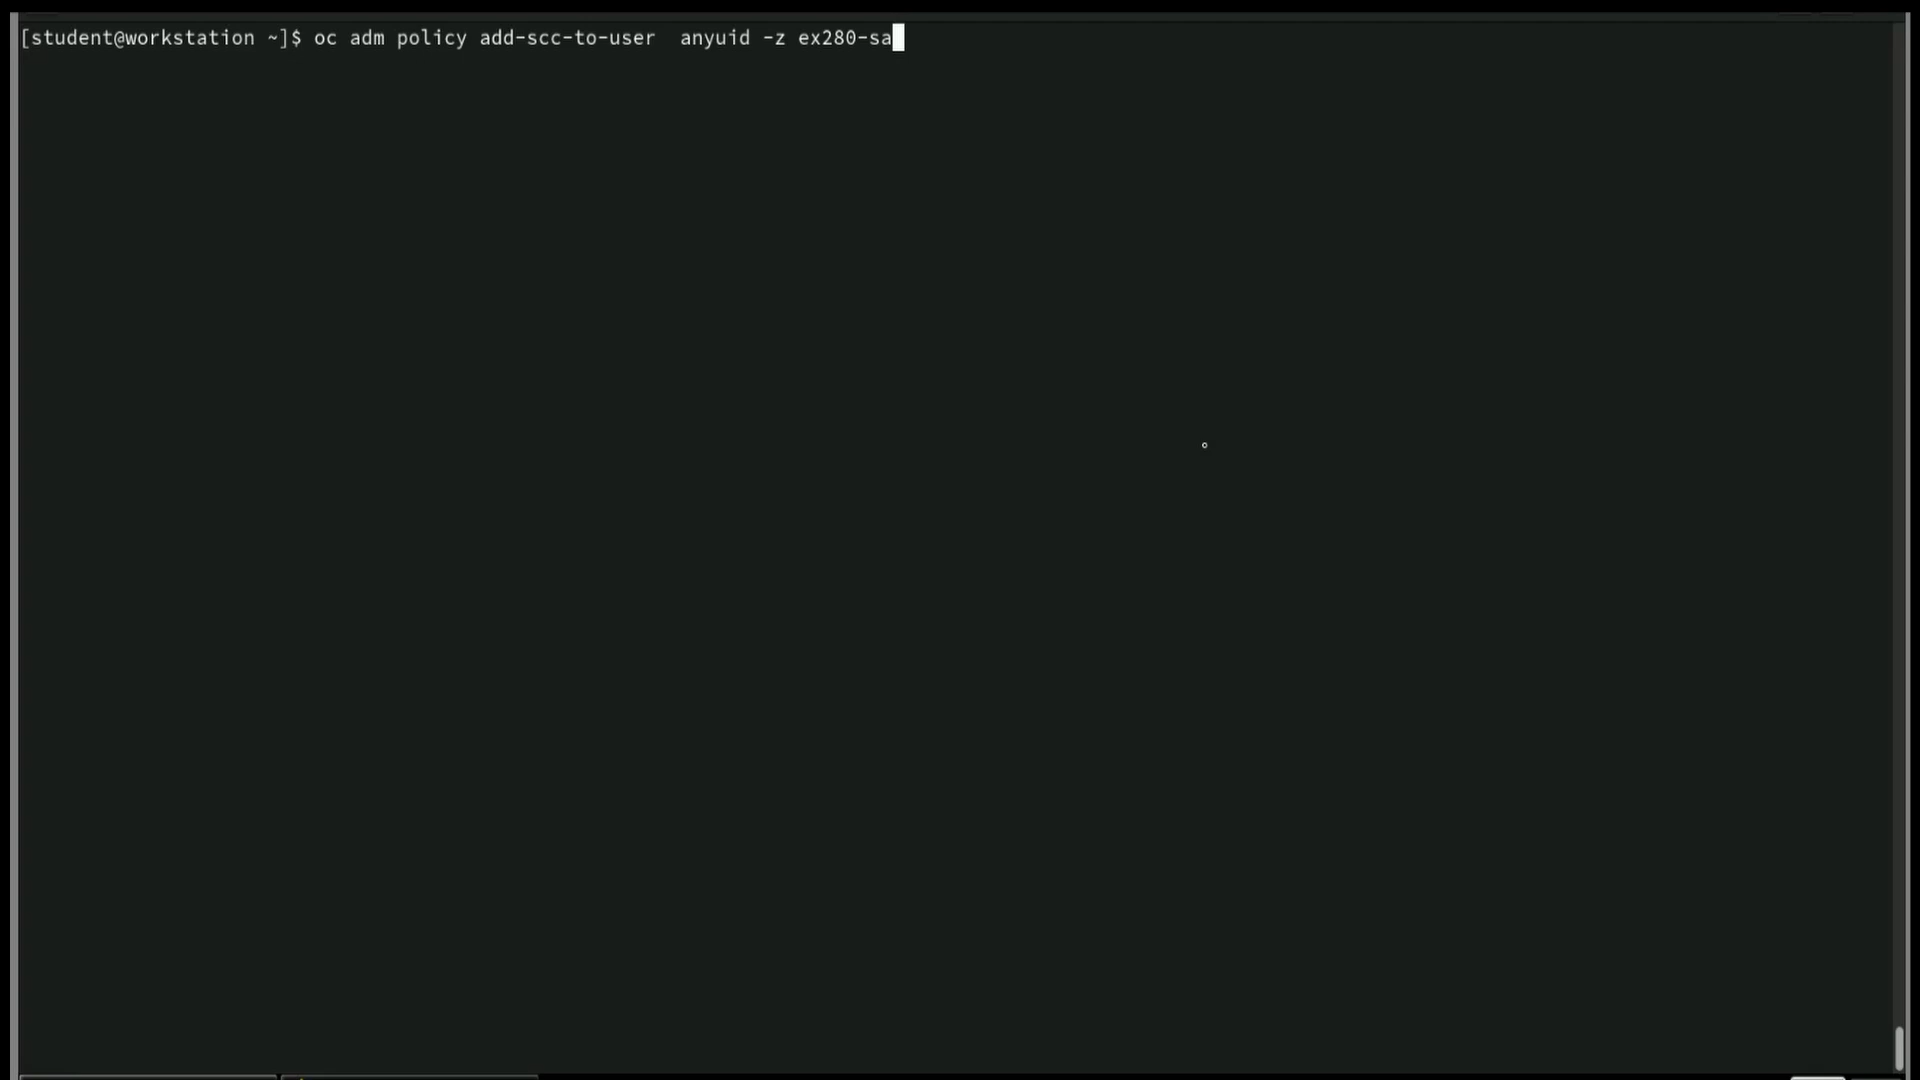 [student@workstation ~]$ oc adm policy add-scc-to-user  anyuid -z ex280-sa